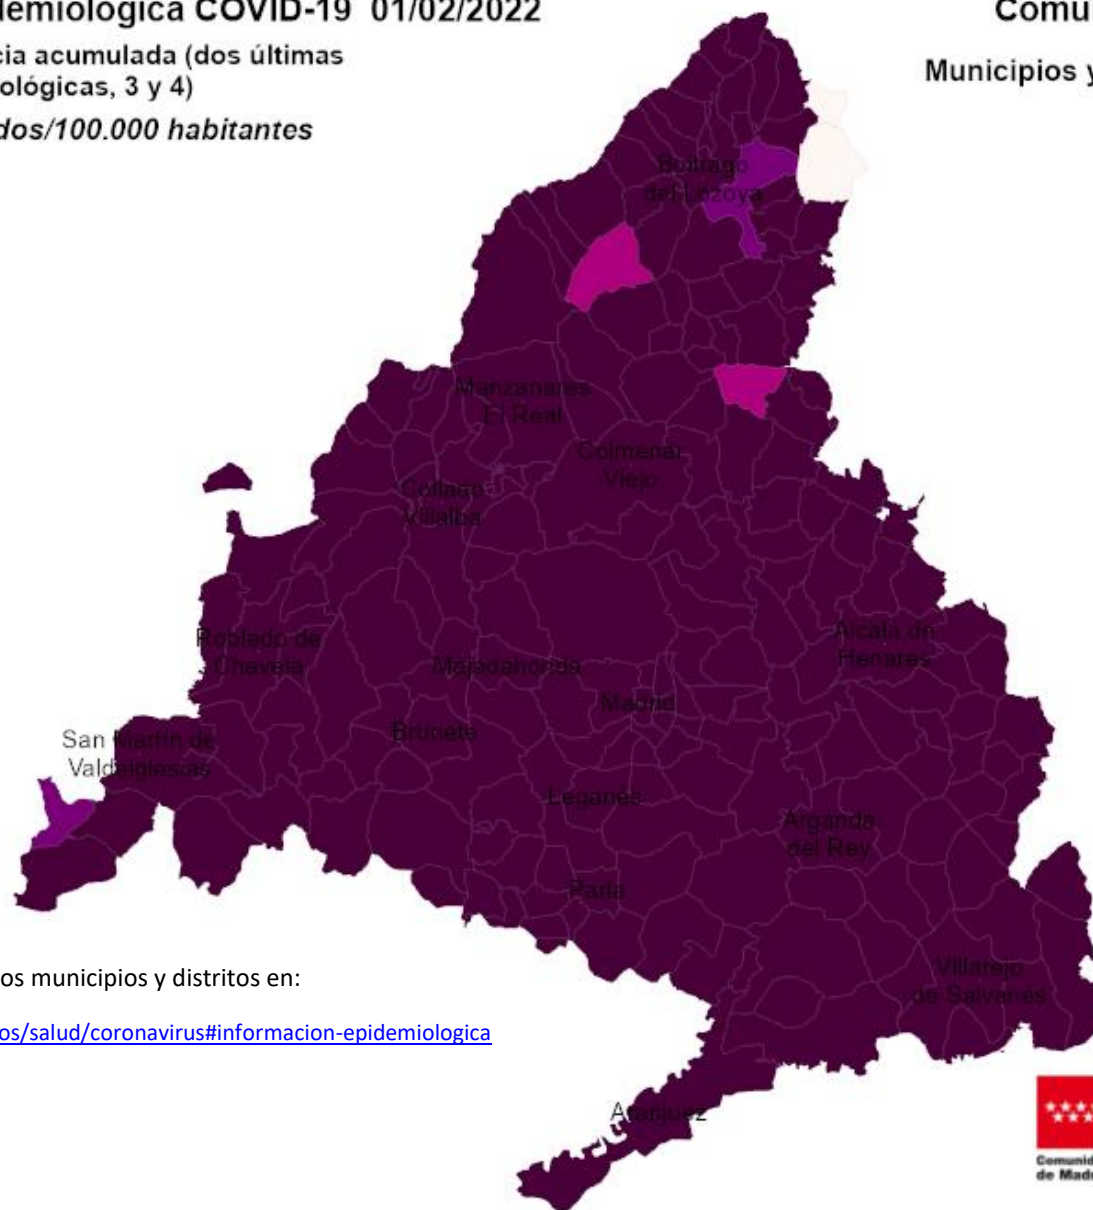 demiológica COVID-19 01/02/2022
Comu
cia acumulada (dos últimas
ológicas, 3 y 4)
Municipios y
dos/100.000 habitantes
Buitrago
del Lozoya
Manzanares
El Real
Colmenar
Viejo
Collado
Villalba
Robledo de
Chavela
Majadahonda
Alcalá de
Henares
Madrid
Brunete
San Martín de
Valdeiglesias
Leganés
Arganda
del Rey
Parla
Villarejo
de Salvanés
os municipios y distritos en:
os/salud/coronavirus#informacion-epidemiologica
Aranjuez
Comunid
de Madr